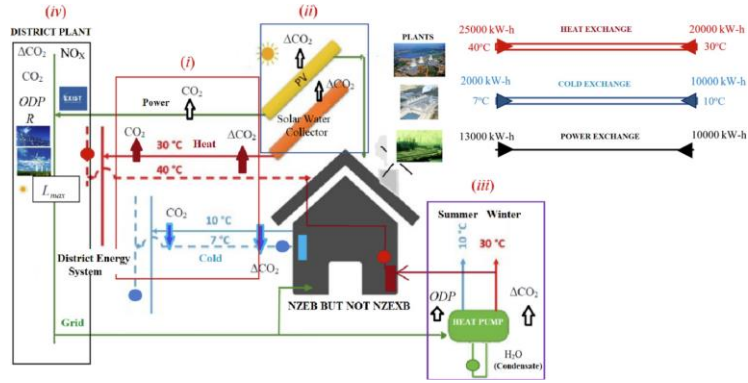 (iv)
DISTRICT PLANT
ΔCO₂ NOx
CO₂
ODP
R
EXIST
Lmax
District Energy
System
Grid
(i)
CO₂
Power
CO₂
ΔCO₂
30 °C Heat
40 °C
CO₂
10 °C
7 °C
Cold
ΔCO₂
(ii)
ΔCO₂
PV
ΔCO₂
Solar Water
Collector
NZEB BUT NOT NZEXB
PLANTS
25000 kW-h HEAT EXCHANGE 20000 kW-h
40°C 30°C
2000 kW-h COLD EXCHANGE 10000 kW-h
7°C 10°C
13000 kW-h POWER EXCHANGE 10000 kW-h
(iii)
Summer Winter
10 °C
30 °C
ODP
ΔCO₂
HEAT PUMP
H₂O
(Condensate)